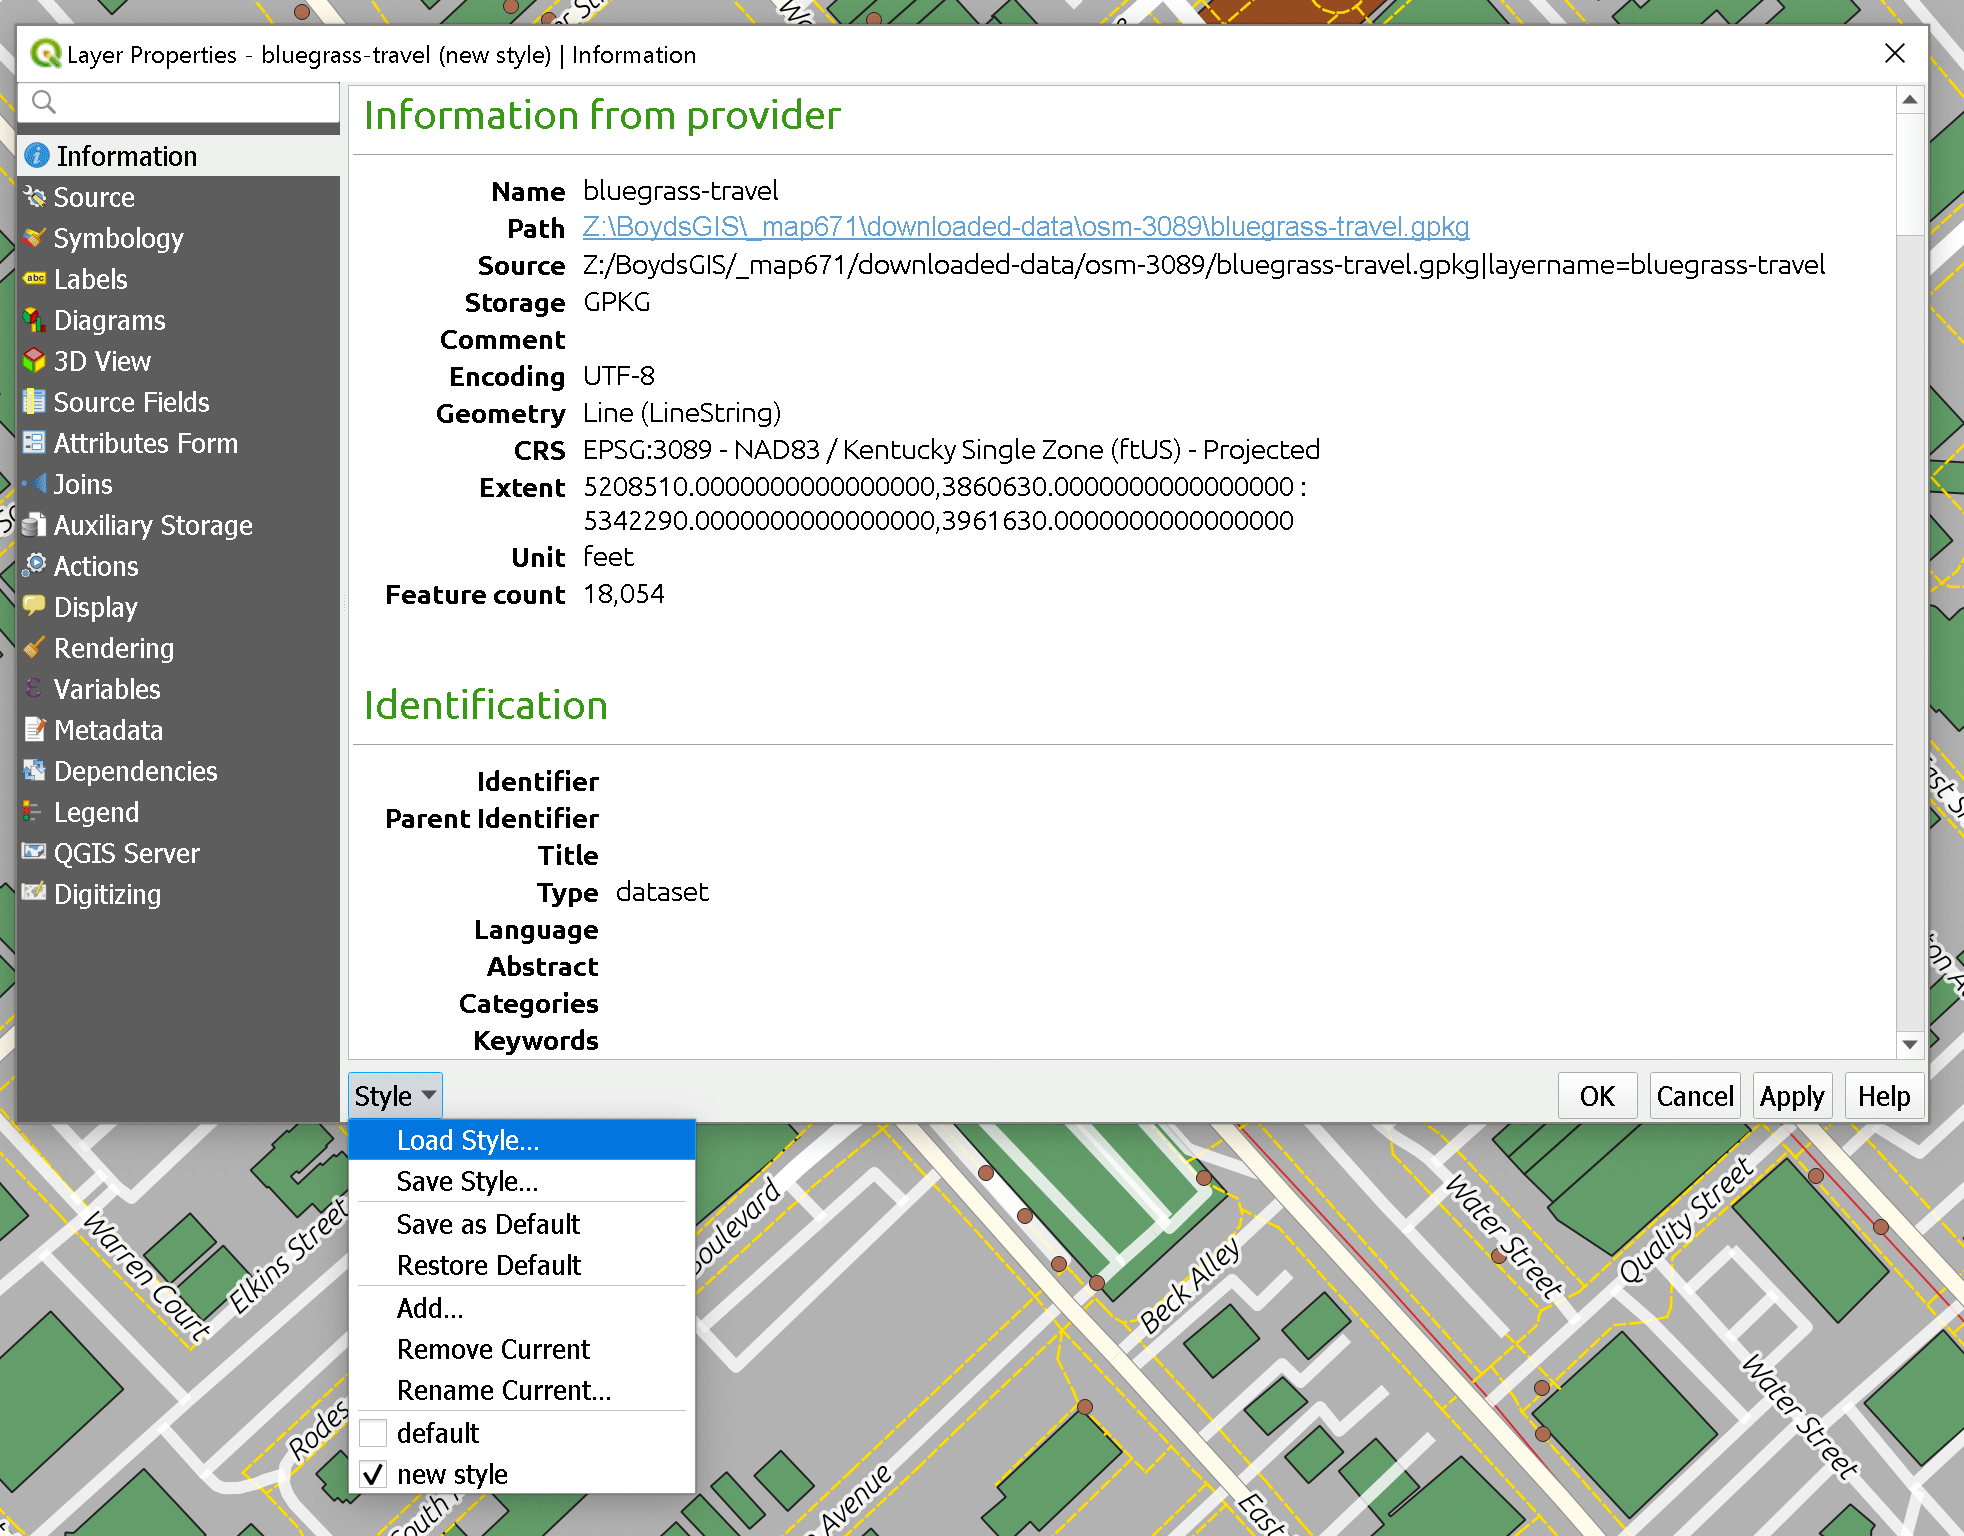 Layer Properties - bluegrass-travel (new style) | Information
Information
Source
Symbology
abc Labels
Diagrams
3D View
Source Fields
Attributes Form
Joins
Auxiliary Storage
Actions
Display
Rendering
Variables
Metadata
Dependencies
Legend
QGIS Server
Digitizing
Information from provider
Name bluegrass-travel
Path Z:\BoydsGIS\_map671\downloaded-data\osm-3089\bluegrass-travel.gpkg
Source Z:/BoydsGIS/_map671/downloaded-data/osm-3089/bluegrass-travel.gpkg|layername=bluegrass-travel
Storage GPKG
Comment
Encoding UTF-8
Geometry Line (LineString)
CRS EPSG:3089 - NAD83 / Kentucky Single Zone (ftUS) - Projected
Extent 5208510.0000000000000000,3860630.0000000000000000 :
5342290.0000000000000000,3961630.0000000000000000
Unit feet
Feature count 18,054
Identification
Identifier
Parent Identifier
Title
Type dataset
Language
Abstract
Categories
Keywords
Style
OK Cancel Apply Help
Load Style...
Save Style...
Save as Default
Restore Default
Add...
Remove Current
Rename Current...
default
new style
Warren Court
Elkins Street
Rodes
South
Boulevard
Avenue
Beck Alley
Water Street
Quality Street
Water Street
East